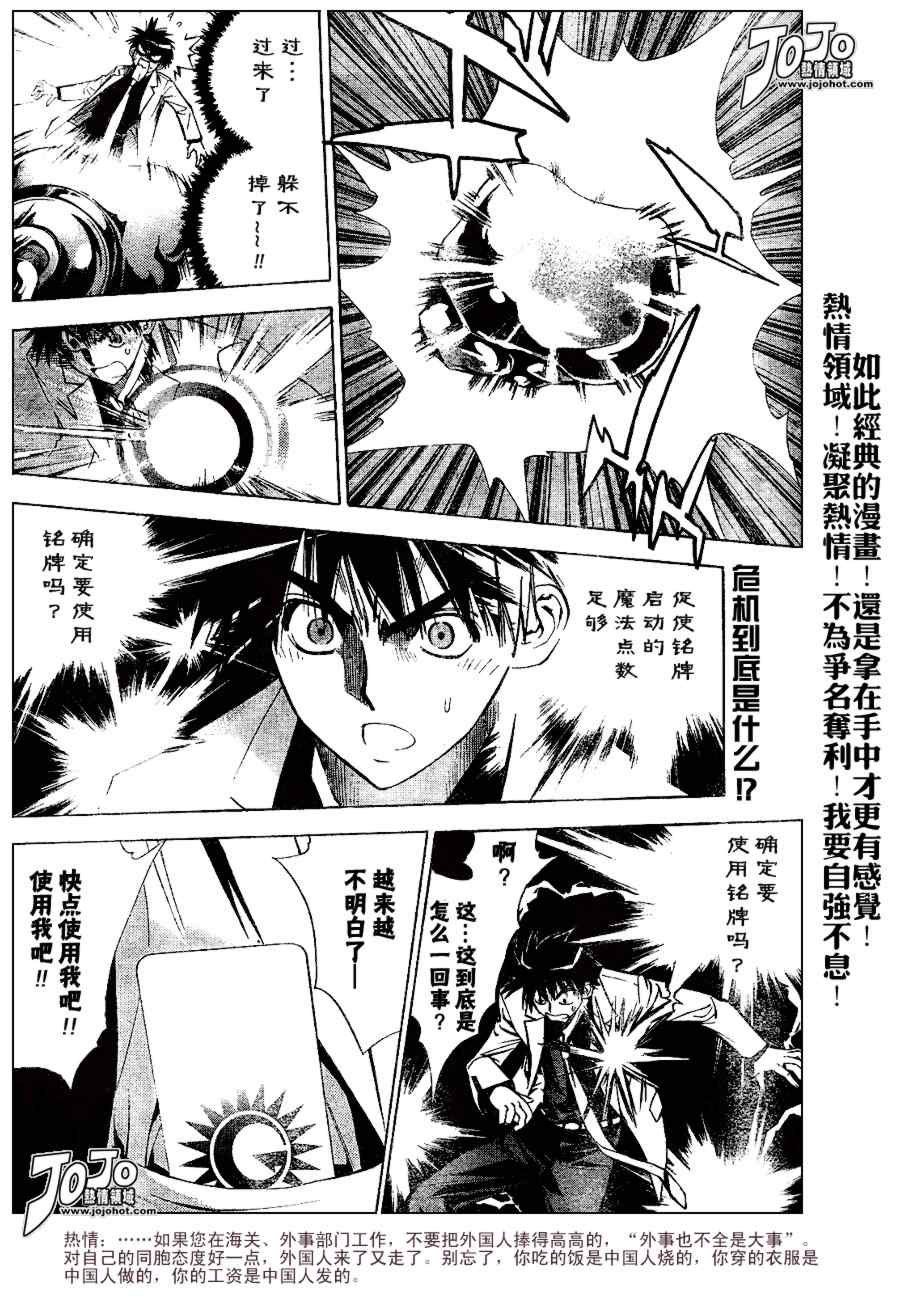 JOJO
熱情領域
www.jojohot.com
过…
过来了
躲不
掉了~~!!
危机到底是什么!?
促使铭牌
启动的
魔法点数
足够
确定要使用
铭牌吗?
确定要
使用铭牌吗?
啊?
这…这到底是
怎么一回事?
越来越
不明白了—
快点使用我吧!!
使用我吧!!
如此經典的漫畫!還是拿在手中才更有感覺!
熱情領域!凝聚熱情!不為爭名奪利!我要自強不息!
JOJO
熱情領域
www.jojohot.com
热情:……如果您在海关、外事部门工作,不要把外国人捧得高高的,“外事也不全是大事”。
对自己的同胞态度好一点,外国人来了又走了。别忘了,你吃的饭是中国人烧的,你穿的衣服是
中国人做的,你的工资是中国人发的。